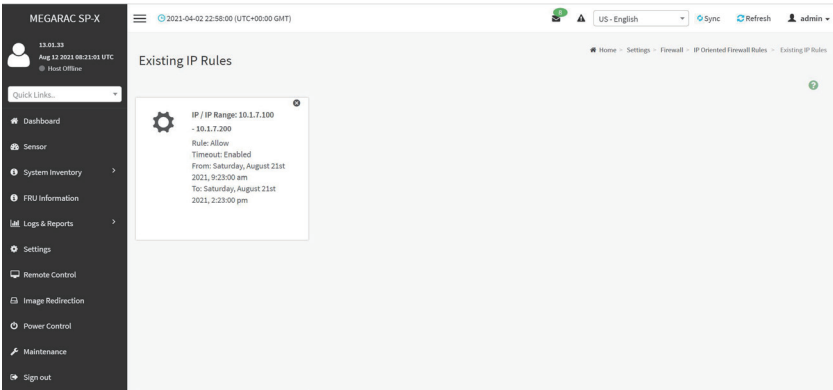 MEGARAC SP-X
2021-04-02 22:58:00 (UTC+00:00 GMT)
0
US - English
Sync
Refresh
admin
13.01.33
Aug 12 2021 08:21:01 UTC
Host Offline
Quick Links..
Dashboard
Sensor
System Inventory
FRU Information
Logs & Reports
Settings
Remote Control
Image Redirection
Power Control
Maintenance
Sign out
Existing IP Rules
Home > Settings > Firewall > IP Oriented Firewall Rules > Existing IP Rules
IP / IP Range: 10.1.7.100
- 10.1.7.200
Rule: Allow
Timeout: Enabled
From: Saturday, August 21st
2021, 9:23:00 am
To: Saturday, August 21st
2021, 2:23:00 pm